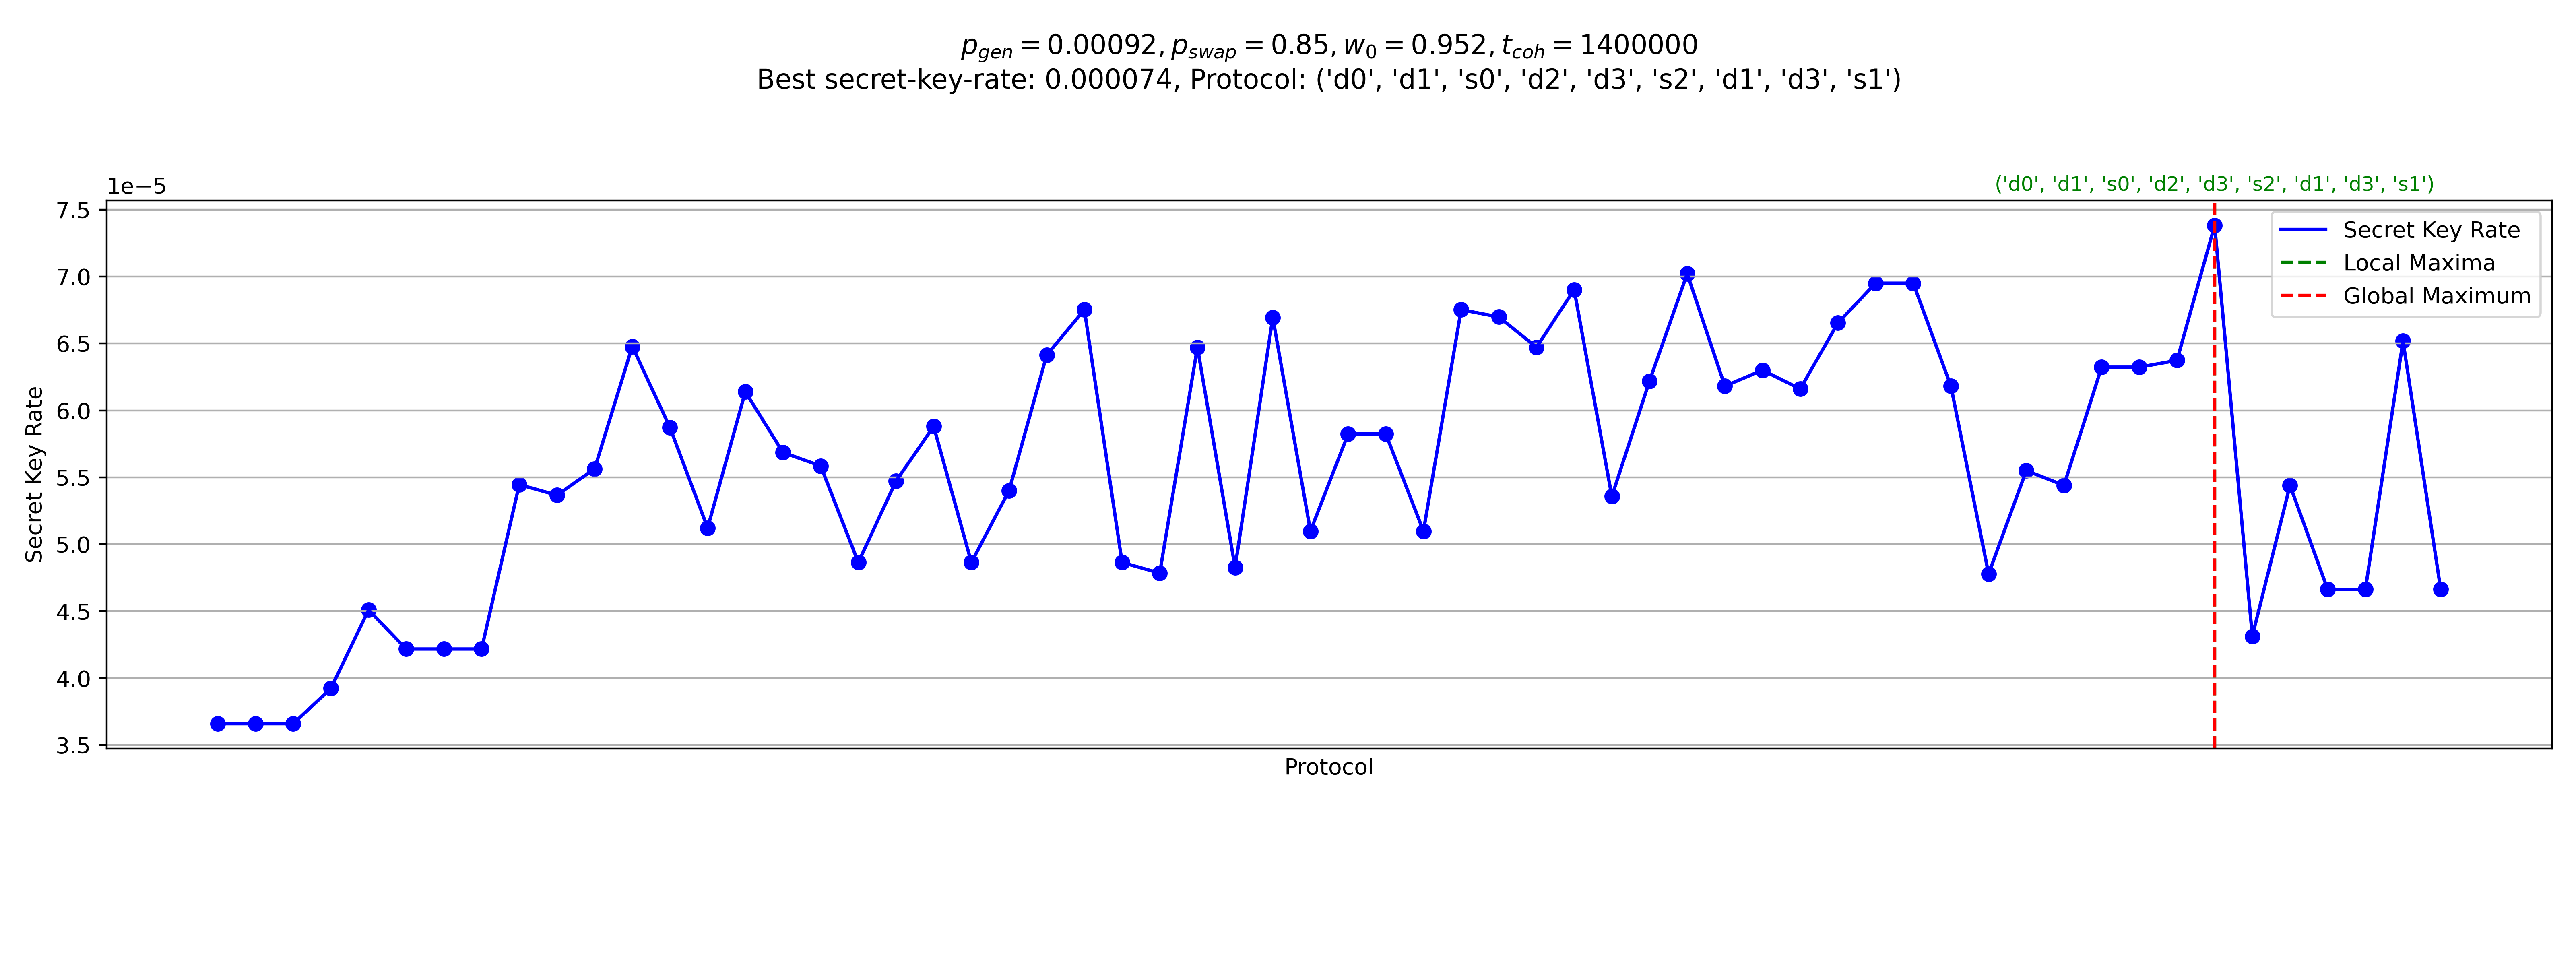 p_gen = 0.00092, p_swap = 0.85, w_0 = 0.952, t_coh = 1400000
Best secret-key-rate: 0.000074, Protocol: ('d0', 'd1', 's0', 'd2', 'd3', 's2', 'd1', 'd3', 's1')
1e−5
('d0', 'd1', 's0', 'd2', 'd3', 's2', 'd1', 'd3', 's1')
7.5
7.0
6.5
6.0
5.5
5.0
4.5
4.0
3.5
Secret Key Rate
Secret Key Rate
Local Maxima
Global Maximum
Protocol